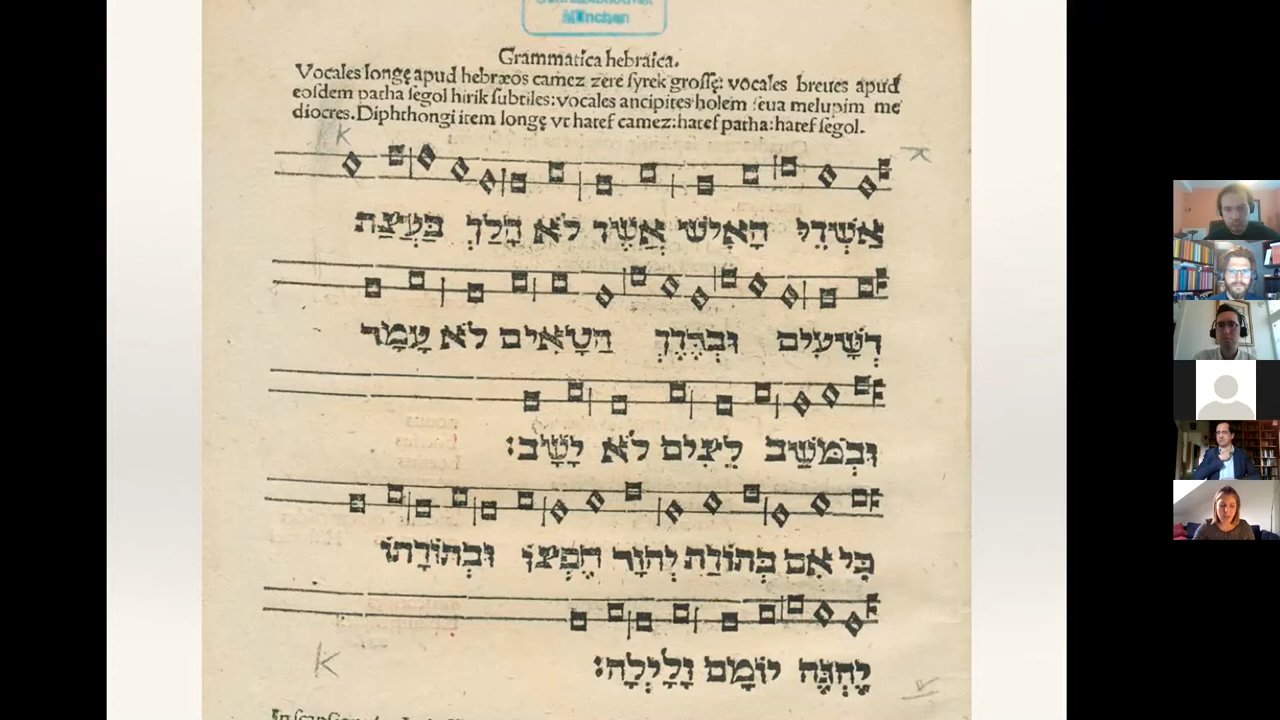 München
Grammatica hebraica.
Vocales longę apud hebræos camez zere ſyrek groſſę: vocales breues apud
eoſdem patha ſegol hirik ſubtiles: vocales ancipites holem ſeua melupim me
diocres. Diphthongi item longę vt hatef camez: hatef patha: hatef ſegol.
אַשְׁרֵי הָאִישׁ אֲשֶׁר לֹא הָלַךְ בַּעֲצַת
רְשָׁעִים וּבְדֶרֶךְ חַטָאִים לֹא עָמָד
וּבְמֹשַׁב לֵצִים לֹא יָשָׁב׃
כִּי אִם בְּתוֹרַת יְהוָה חֶפְצוֹ וּבְתוֹרָתוֹ
יֶהְגֶּה יוֹמָם וָלָיְלָה׃